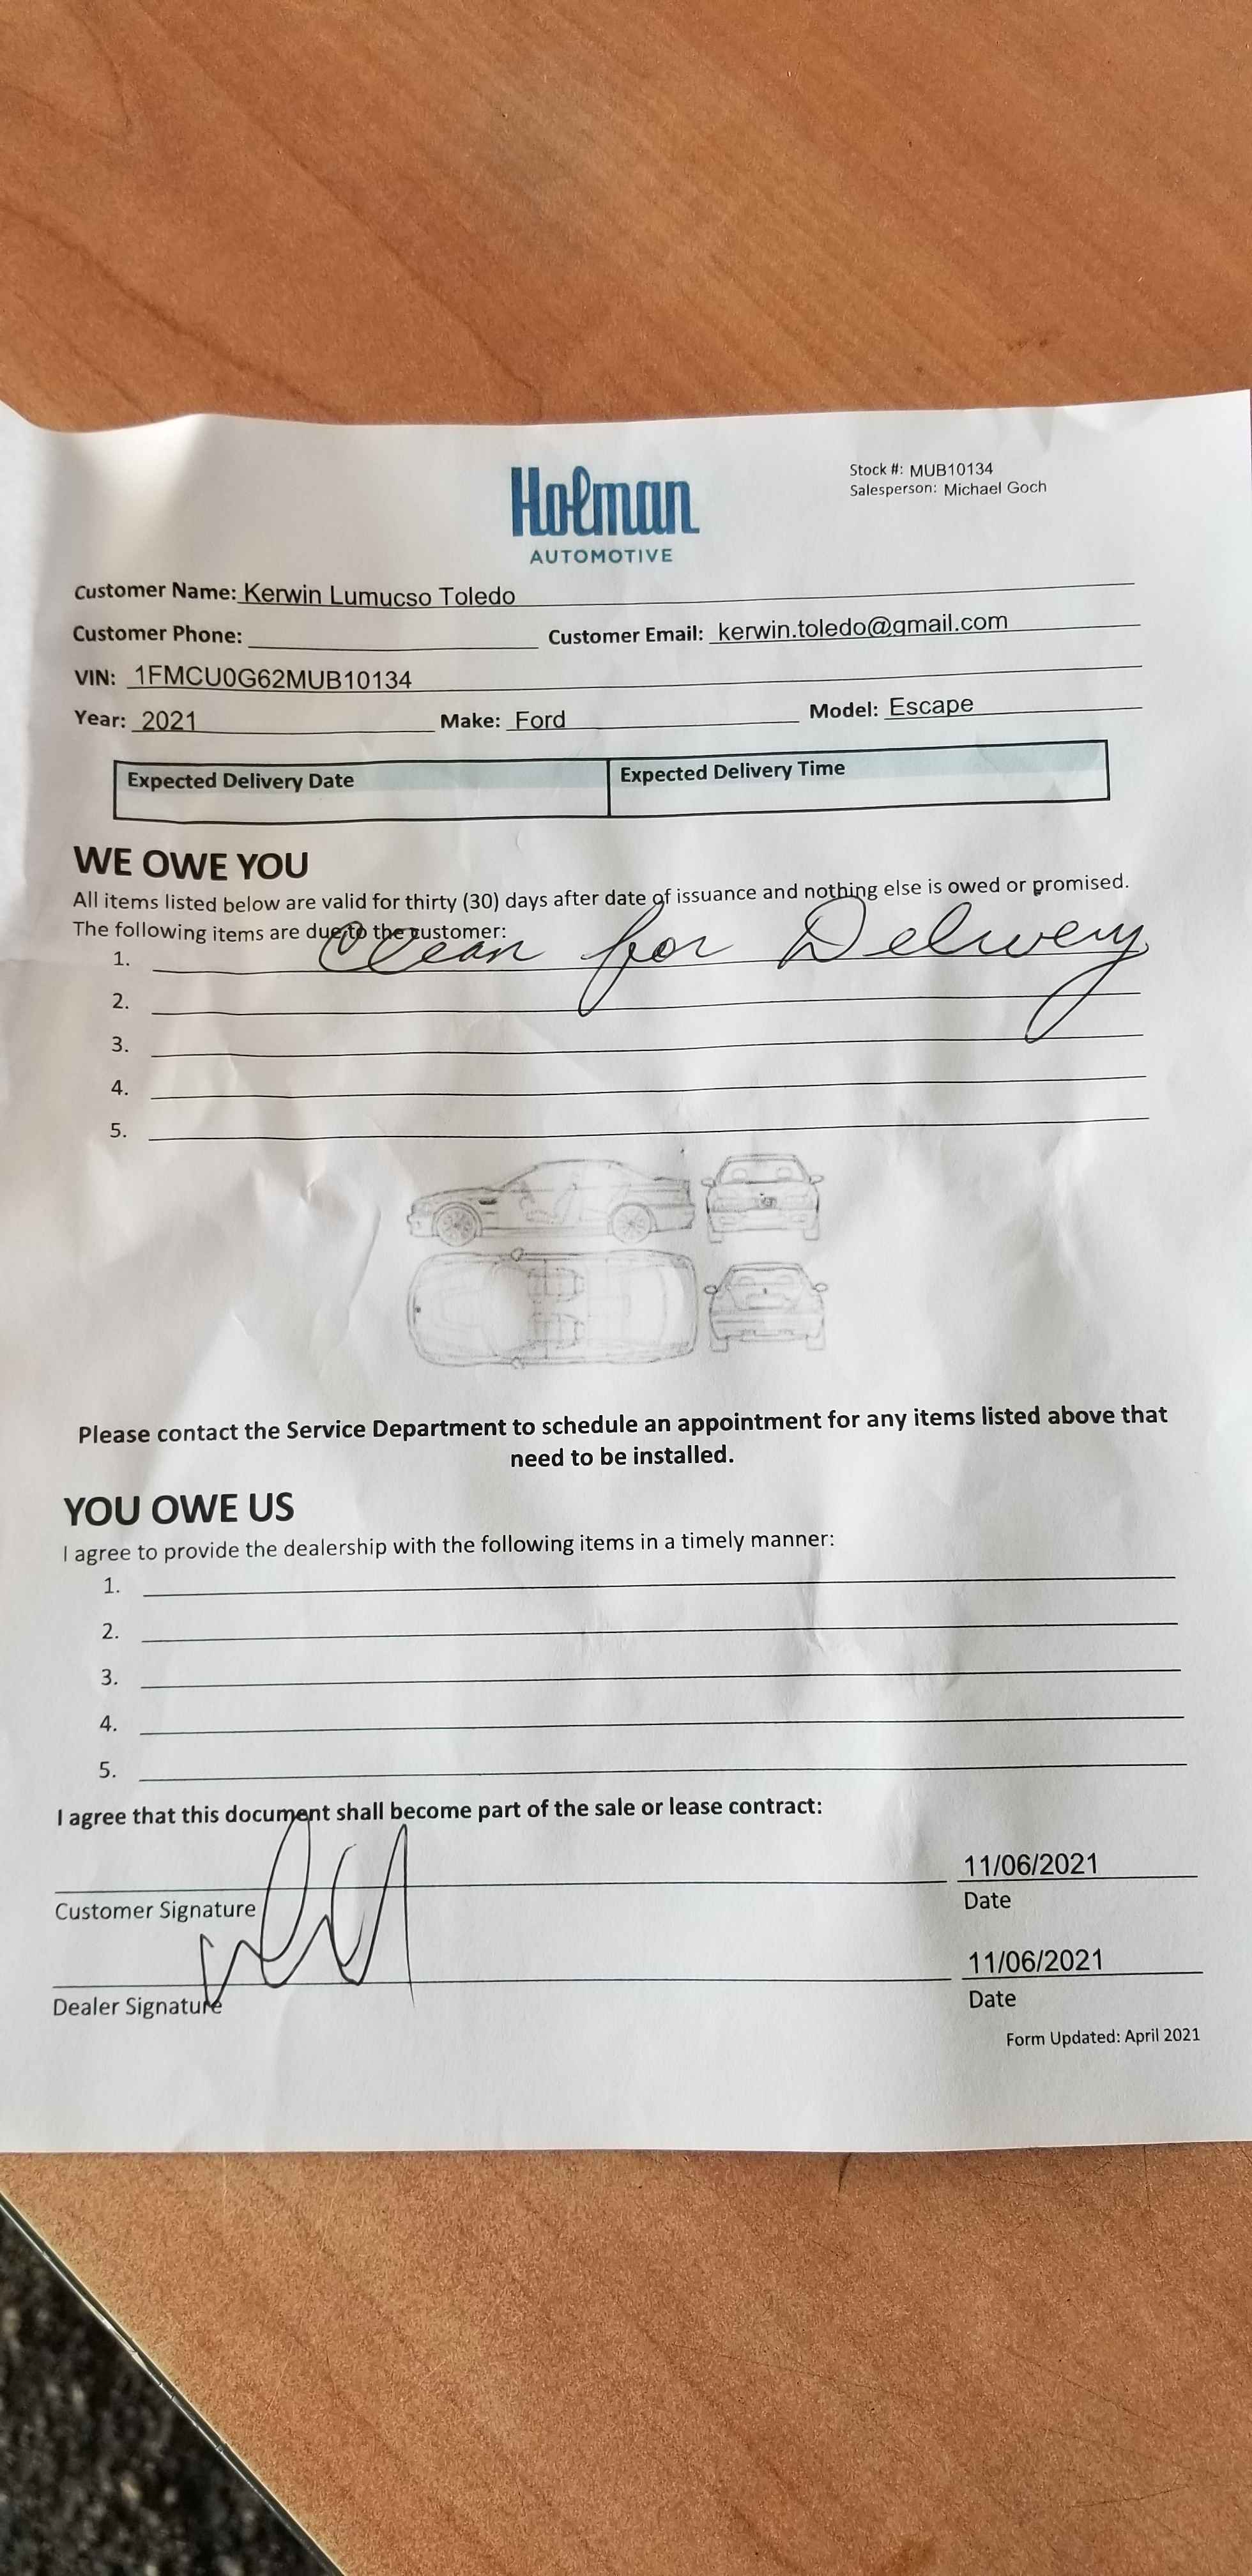 Holman
AUTOMOTIVE
Stock #: MUB10134
Salesperson: Michael Goch
Customer Name: Kerwin Lumucso Toledo
Customer Phone: Customer Email: kerwin.toledo@gmail.com
VIN: 1FMCU0G62MUB10134
Year: 2021 Make: Ford Model: Escape
Expected Delivery Date Expected Delivery Time
WE OWE YOU
All items listed below are valid for thirty (30) days after date of issuance and nothing else is owed or promised.
The following items are due to the customer:
1. Clean for Delivery
2.
3.
4.
5.
Please contact the Service Department to schedule an appointment for any items listed above that
need to be installed.
YOU OWE US
I agree to provide the dealership with the following items in a timely manner:
1.
2.
3.
4.
5.
I agree that this document shall become part of the sale or lease contract:
11/06/2021
Customer Signature Date
11/06/2021
Dealer Signature Date
Form Updated: April 2021